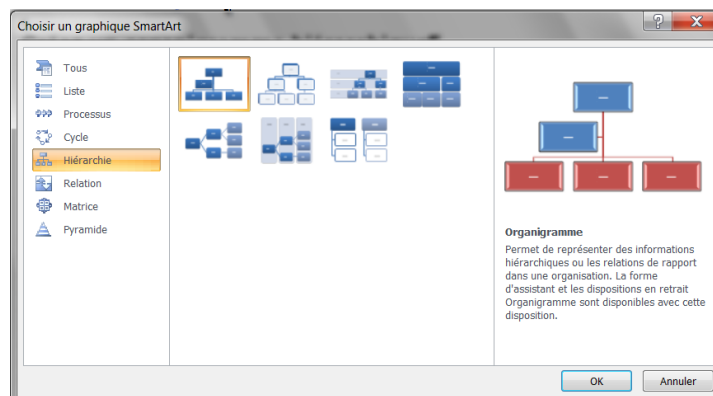 Choisir un graphique SmartArt
Tous
Liste
Processus
Cycle
Hiérarchie
Relation
Matrice
Pyramide
Organigramme
Permet de représenter des informations
hiérarchiques ou les relations de rapport
dans une organisation. La forme
d'assistant et les dispositions en retrait
Organigramme sont disponibles avec cette
disposition.
OK
Annuler